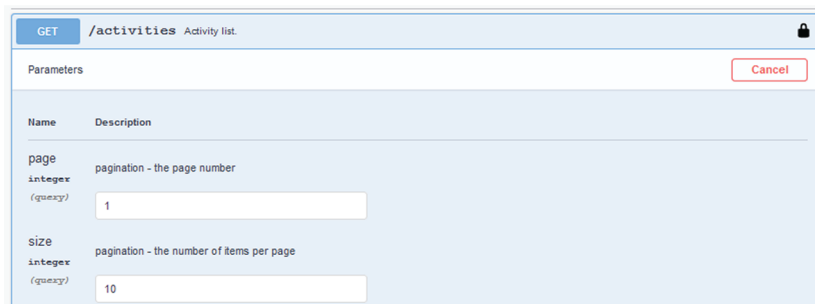 GET /activities Activity list.
Parameters Cancel
Name Description
page pagination - the page number
integer
(query)
1
size pagination - the number of items per page
integer
(query)
10